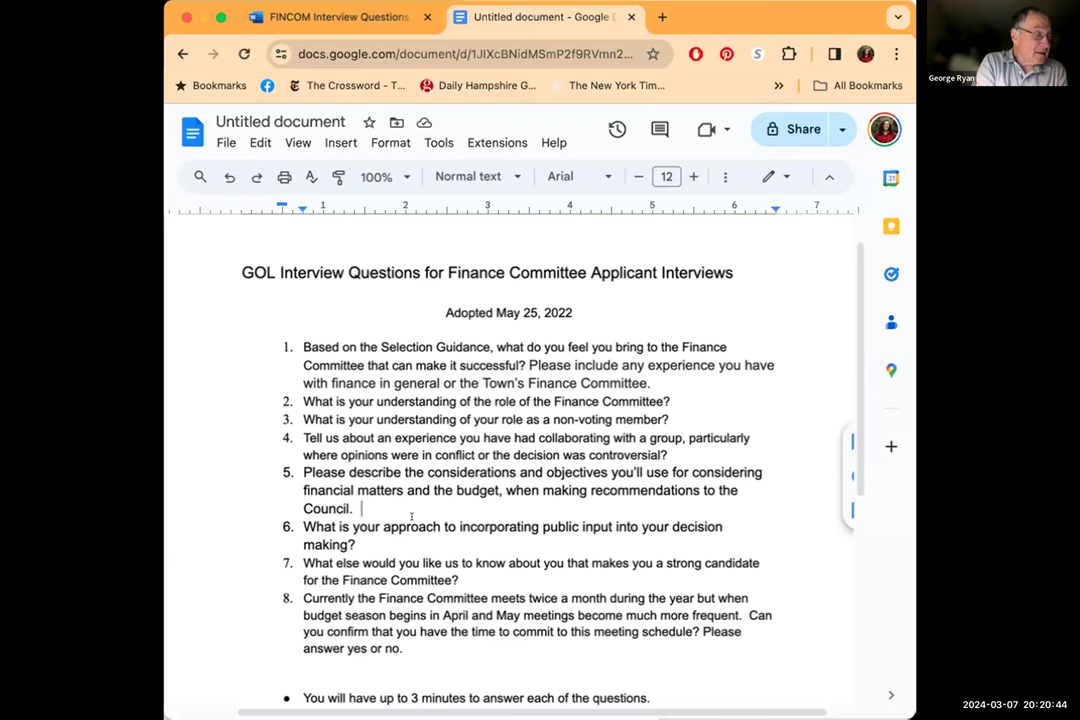 FINCOM Interview Questions
Untitled document - Google
docs.google.com/document/d/1JlXcBNidMSmP2f9RVmn2...
Bookmarks
The Crossword - T...
Daily Hampshire G...
The New York Tim...
»
All Bookmarks
George Ryan
Untitled document
File Edit View Insert Format Tools Extensions Help
Share
100%
Normal text
Arial
12
31
1 2 3 4 5 6 7
GOL Interview Questions for Finance Committee Applicant Interviews
Adopted May 25, 2022
1. Based on the Selection Guidance, what do you feel you bring to the Finance
Committee that can make it successful? Please include any experience you have
with finance in general or the Town's Finance Committee.
2. What is your understanding of the role of the Finance Committee?
3. What is your understanding of your role as a non-voting member?
4. Tell us about an experience you have had collaborating with a group, particularly
where opinions were in conflict or the decision was controversial?
5. Please describe the considerations and objectives you'll use for considering
financial matters and the budget, when making recommendations to the
Council.
6. What is your approach to incorporating public input into your decision
making?
7. What else would you like us to know about you that makes you a strong candidate
for the Finance Committee?
8. Currently the Finance Committee meets twice a month during the year but when
budget season begins in April and May meetings become much more frequent. Can
you confirm that you have the time to commit to this meeting schedule? Please
answer yes or no.
● You will have up to 3 minutes to answer each of the questions.
2024-03-07 20:20:44